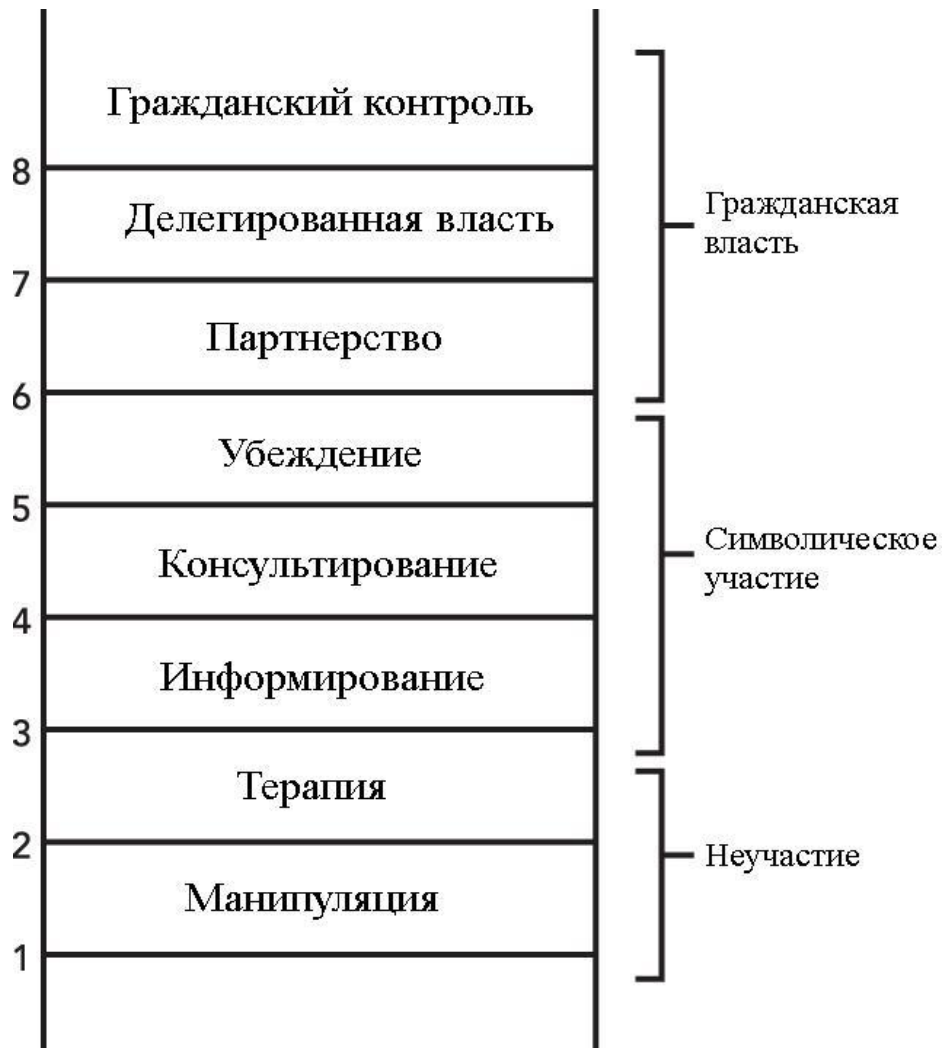 Гражданский контроль
8
Делегированная власть
7
Партнерство
6
Убеждение
5
Консультирование
4
Информирование
3
Терапия
2
Манипуляция
1
Гражданская
власть
Символическое
участие
Неучастие